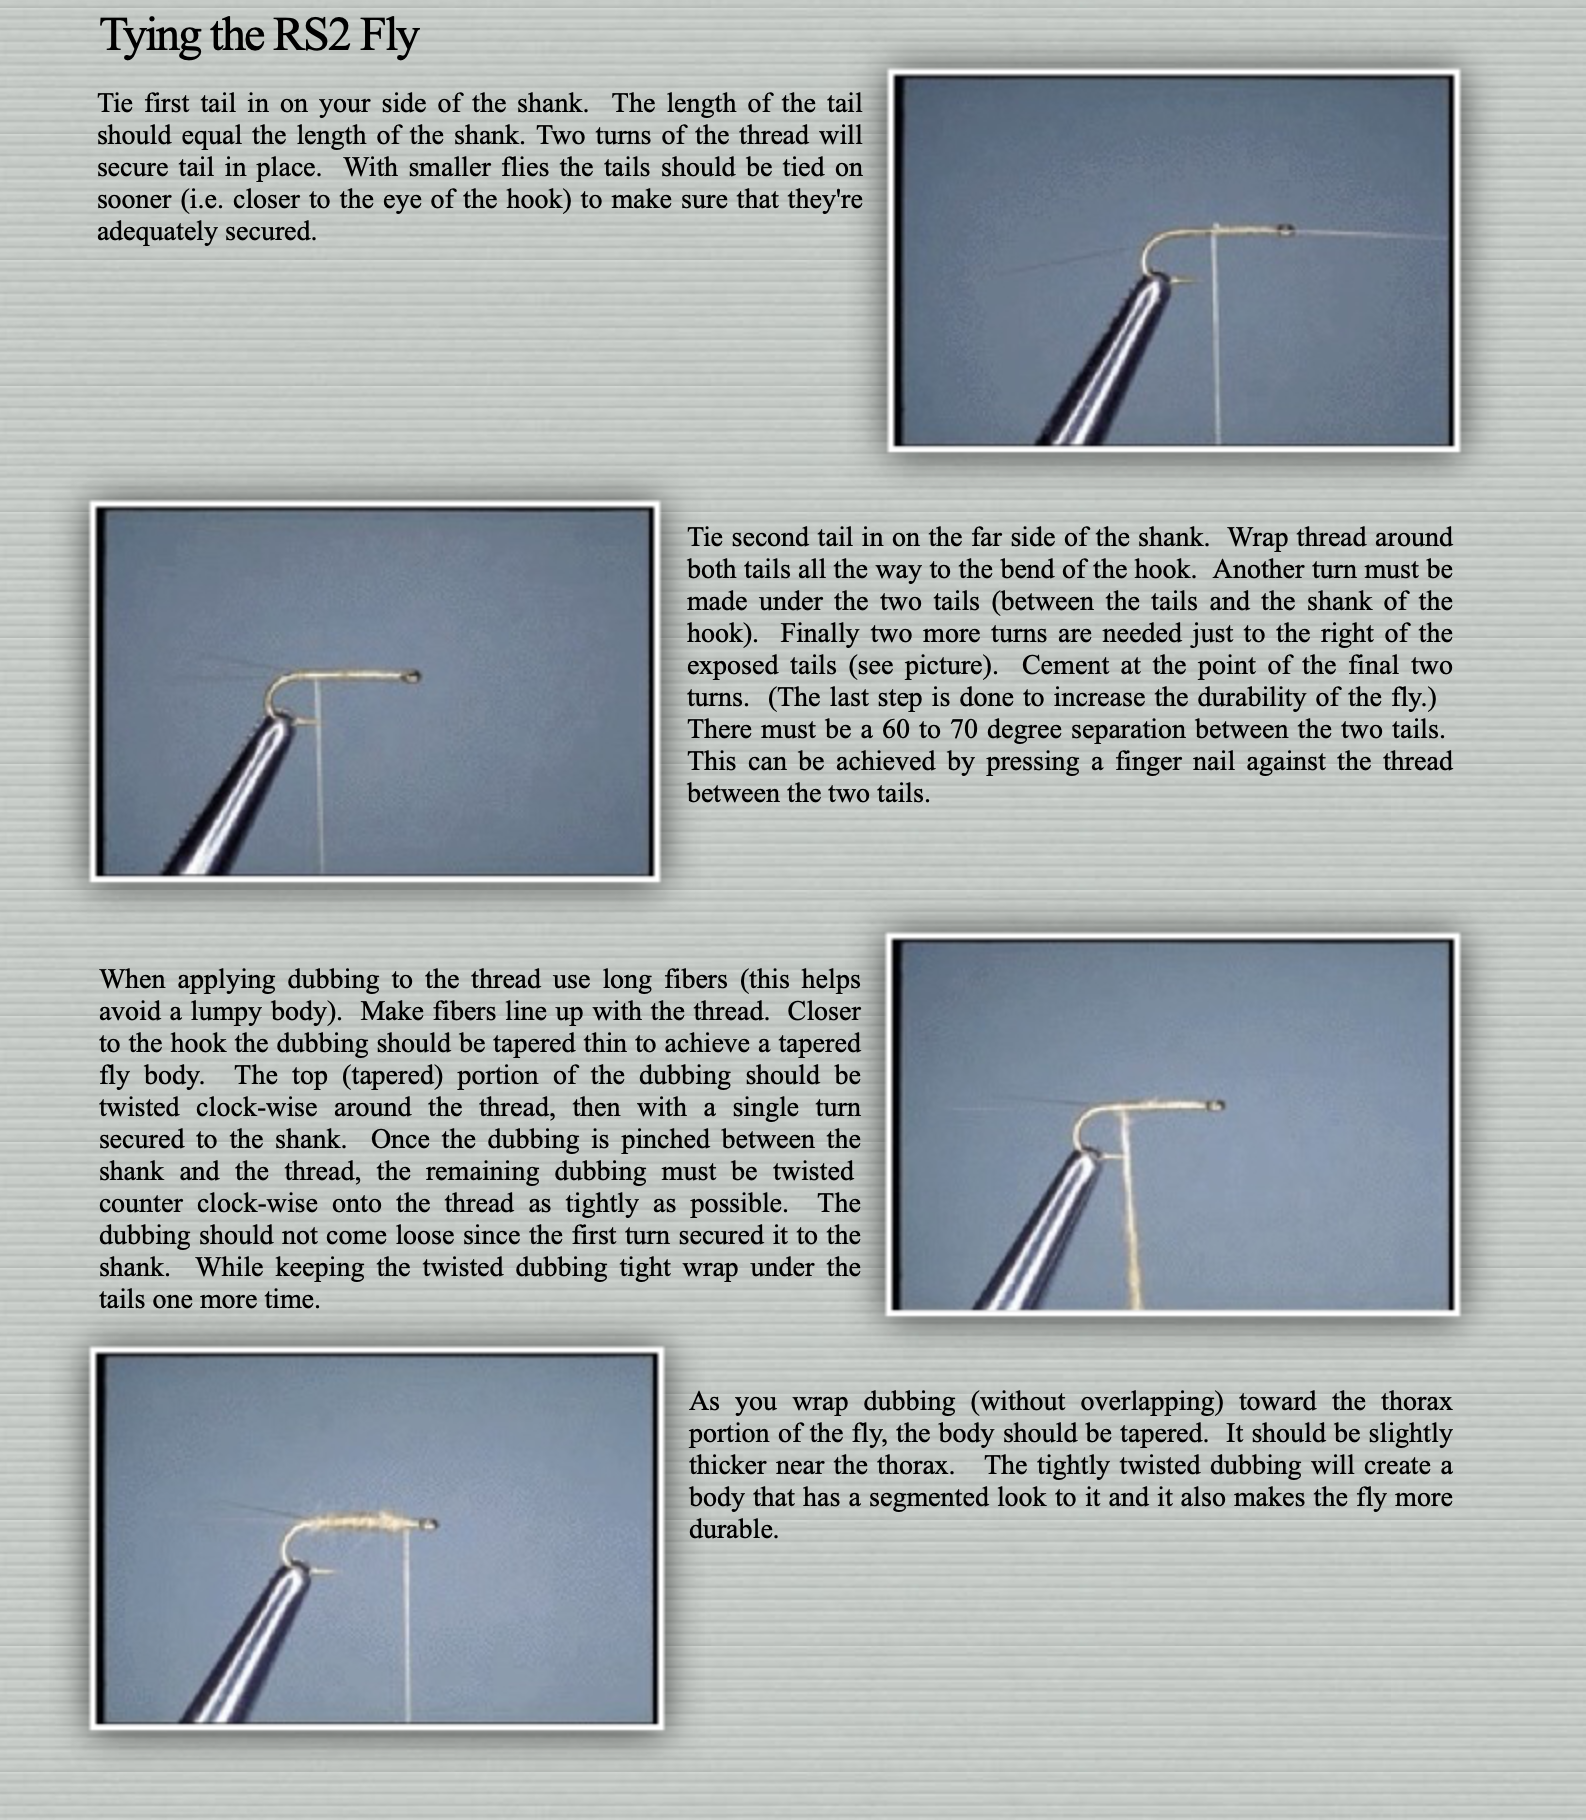 Tying the RS2 Fly
Tie first tail in on your side of the shank. The length of the tail
should equal the length of the shank. Two turns of the thread will
secure tail in place. With smaller flies the tails should be tied on
sooner (i.e. closer to the eye of the hook) to make sure that they're
adequately secured.
Tie second tail in on the far side of the shank. Wrap thread around
both tails all the way to the bend of the hook. Another turn must be
made under the two tails (between the tails and the shank of the
hook). Finally two more turns are needed just to the right of the
exposed tails (see picture). Cement at the point of the final two
turns. (The last step is done to increase the durability of the fly.)
There must be a 60 to 70 degree separation between the two tails.
This can be achieved by pressing a finger nail against the thread
between the two tails.
When applying dubbing to the thread use long fibers (this helps
avoid a lumpy body). Make fibers line up with the thread. Closer
to the hook the dubbing should be tapered thin to achieve a tapered
fly body. The top (tapered) portion of the dubbing should be
twisted clock-wise around the thread, then with a single turn
secured to the shank. Once the dubbing is pinched between the
shank and the thread, the remaining dubbing must be twisted
counter clock-wise onto the thread as tightly as possible. The
dubbing should not come loose since the first turn secured it to the
shank. While keeping the twisted dubbing tight wrap under the
tails one more time.
As you wrap dubbing (without overlapping) toward the thorax
portion of the fly, the body should be tapered. It should be slightly
thicker near the thorax. The tightly twisted dubbing will create a
body that has a segmented look to it and it also makes the fly more
durable.